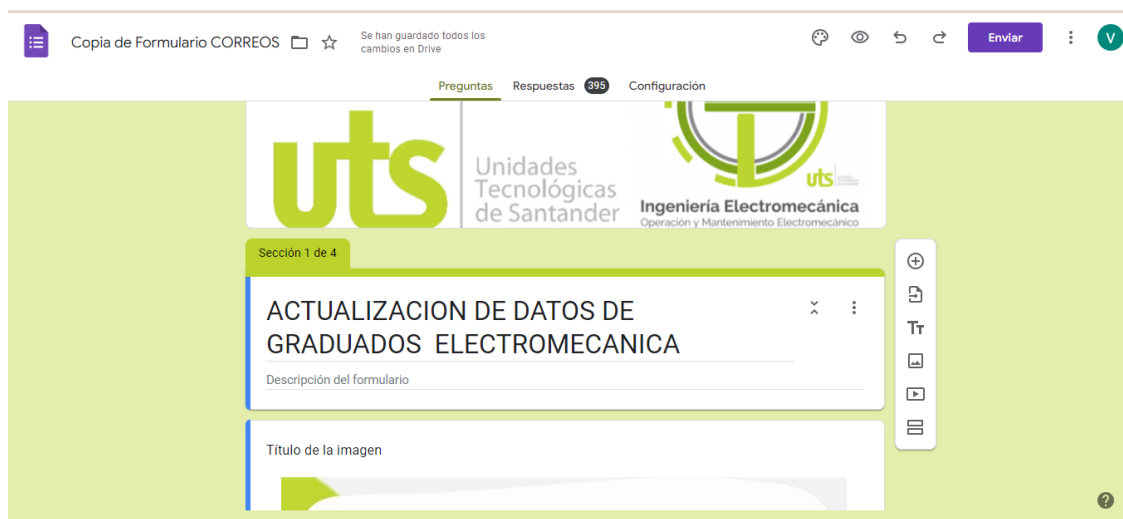 Copia de Formulario CORREOS
Se han guardado todos los
cambios en Drive
Enviar
V
Preguntas Respuestas 395 Configuración
uts
Unidades
Tecnológicas
de Santander
uts
Ingeniería Electromecánica
Operación y Mantenimiento Electromecánico
Sección 1 de 4
ACTUALIZACION DE DATOS DE
GRADUADOS ELECTROMECANICA
Descripción del formulario
Tт
Título de la imagen